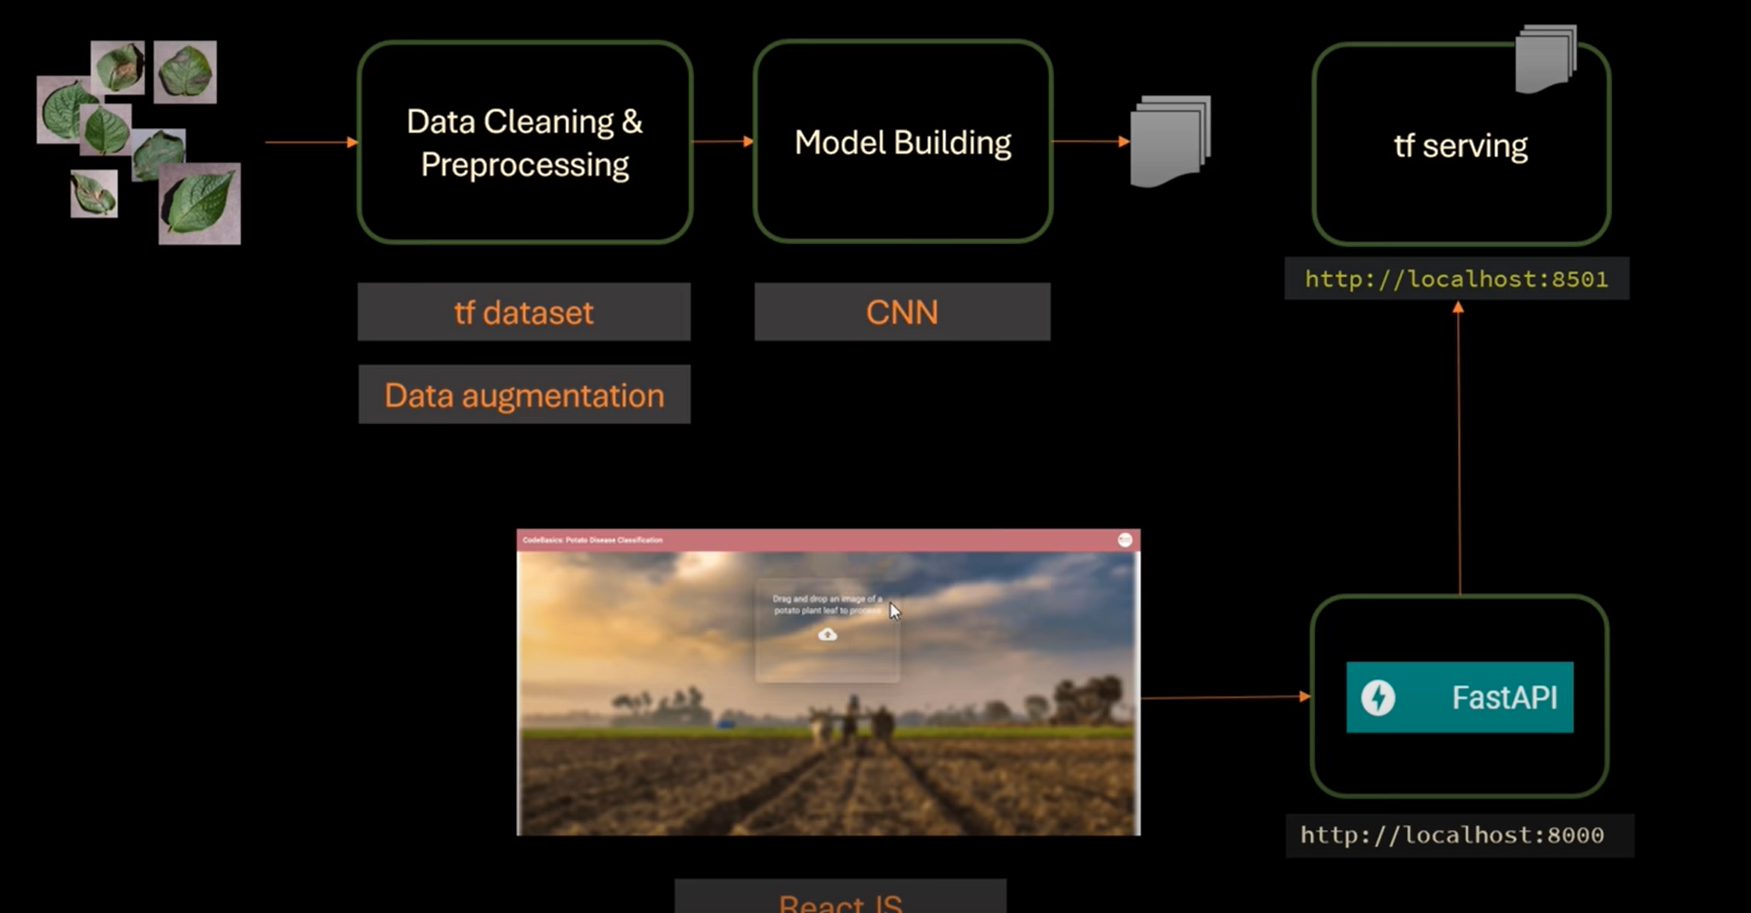 Data Cleaning &
Preprocessing
Model Building
tf serving
http://localhost:8501
tf dataset
CNN
Data augmentation
CodeBasics: Potato Disease Classification
Drag and drop an image of a
potato plant leaf to process
FastAPI
http://localhost:8000
React JS